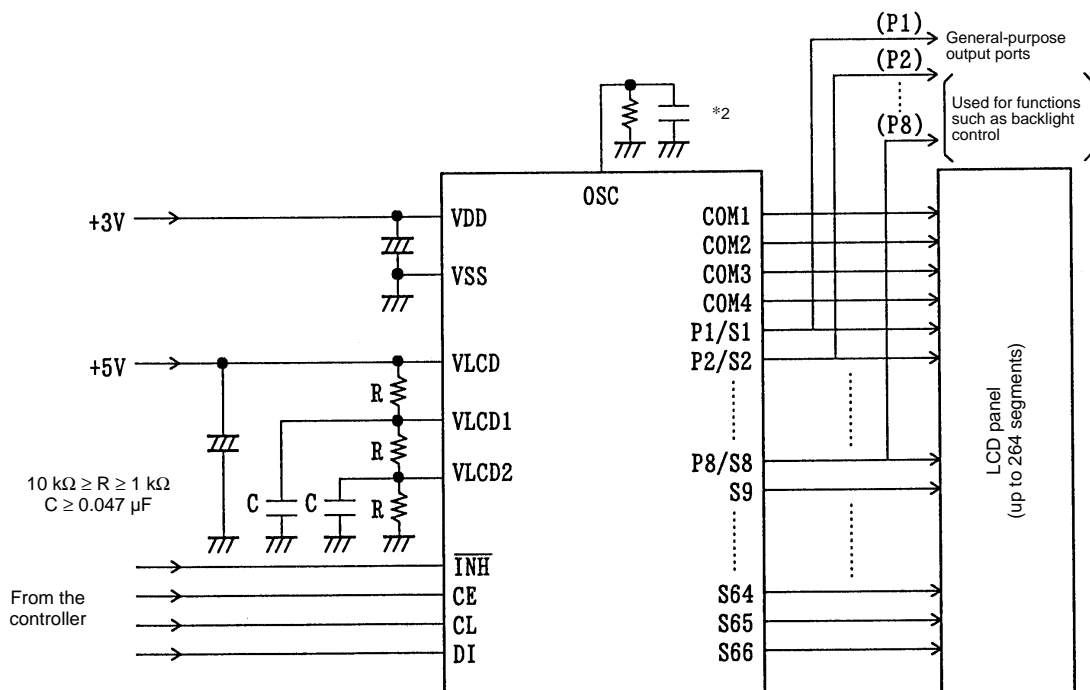 (P1)
General-purpose
output ports
(P2)
(P8)
Used for functions
such as backlight
control
*2
OSC
+3V
VDD
VSS
+5V
VLCD
R
VLCD1
R
VLCD2
R
C
C
10 kΩ ≥ R ≥ 1 kΩ
C ≥ 0.047 µF
From the
controller
INH
CE
CL
DI
COM1
COM2
COM3
COM4
P1/S1
P2/S2
P8/S8
S9
S64
S65
S66
LCD panel
(up to 264 segments)